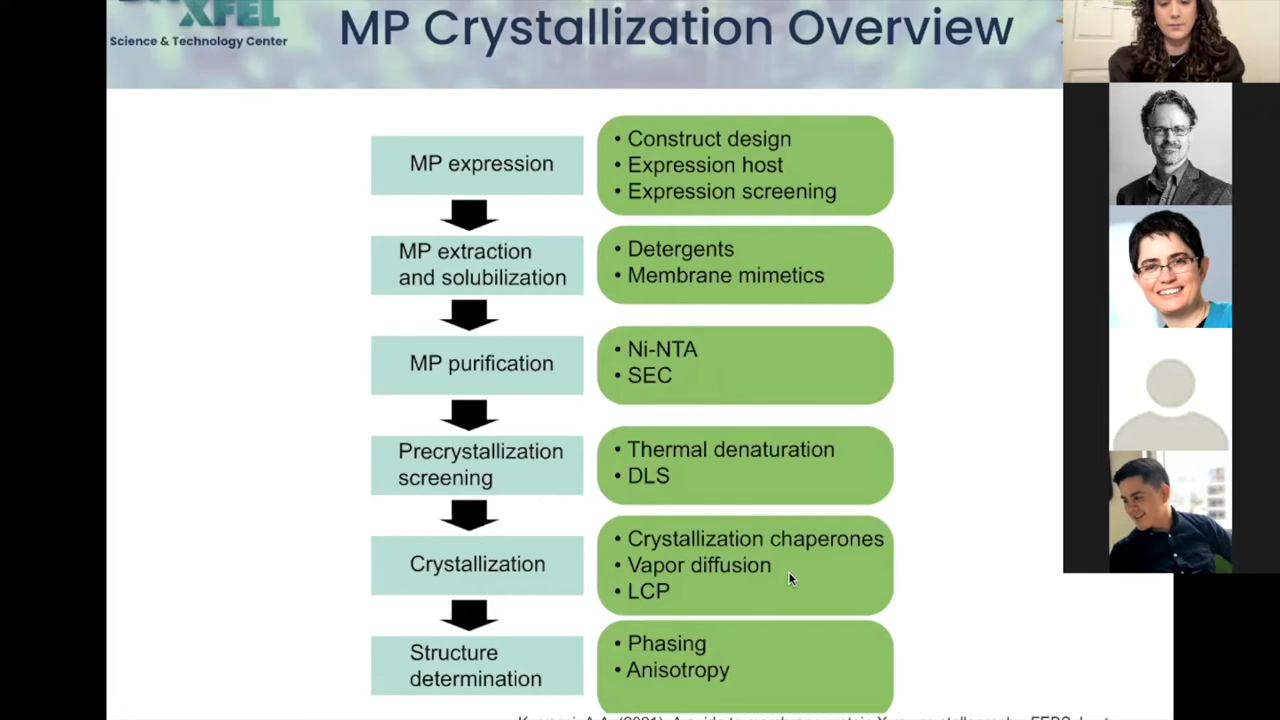 XFEL
MP Crystallization Overview
Science & Technology Center
MP expression
• Construct design
• Expression host
• Expression screening
MP extraction
and solubilization
• Detergents
• Membrane mimetics
MP purification
• Ni-NTA
• SEC
Precrystallization
screening
• Thermal denaturation
• DLS
Crystallization
• Crystallization chaperones
• Vapor diffusion
• LCP
Structure
determination
• Phasing
• Anisotropy